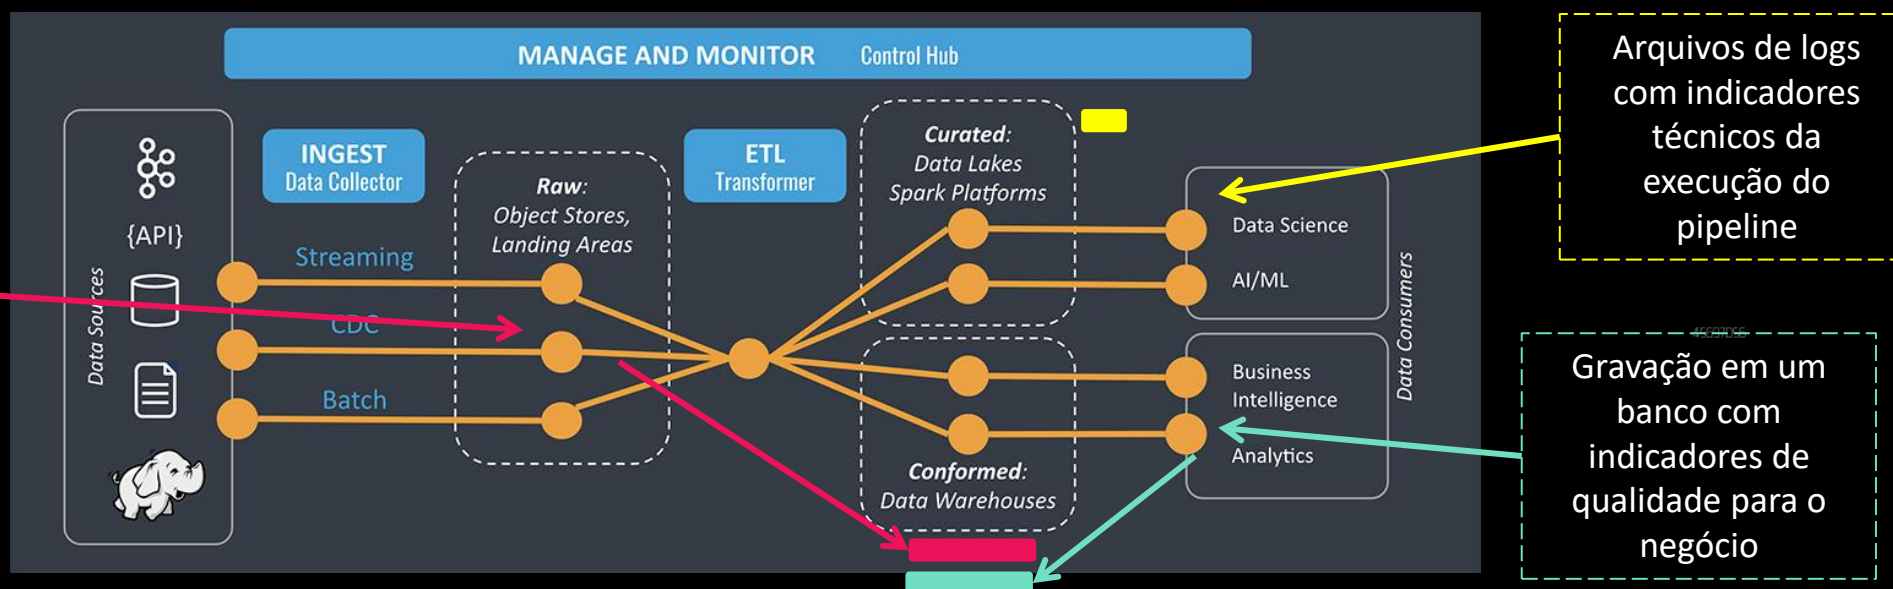 MANAGE AND MONITOR Control Hub
Data Sources
{API}
INGEST
Data Collector
Streaming
CDC
Batch
Raw:
Object Stores,
Landing Areas
ETL
Transformer
Curated:
Data Lakes
Spark Platforms
Conformed:
Data Warehouses
Data Science
AI/ML
Business
Intelligence
Analytics
Data Consumers
Arquivos de logs
com indicadores
técnicos da
execução do
pipeline
Gravação em um
banco com
indicadores de
qualidade para o
negócio